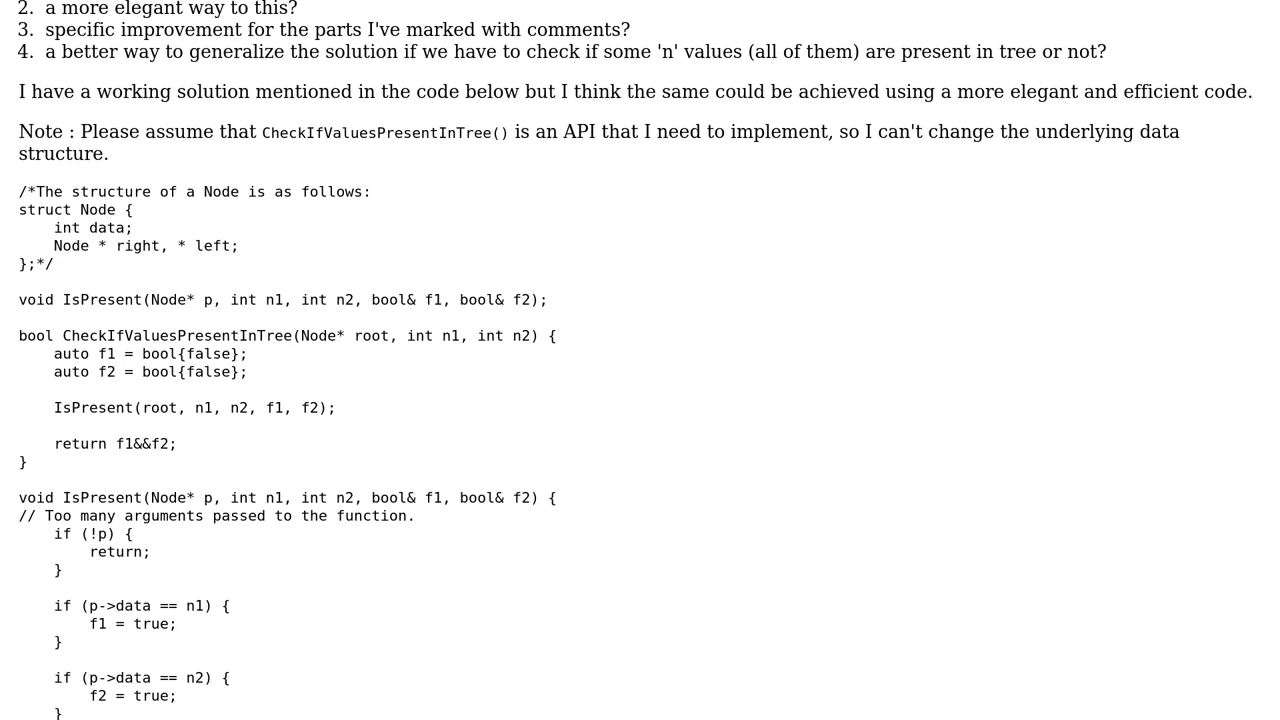 2. a more elegant way to this?
3. specific improvement for the parts I've marked with comments?
4. a better way to generalize the solution if we have to check if some 'n' values (all of them) are present in tree or not?
I have a working solution mentioned in the code below but I think the same could be achieved using a more elegant and efficient code.
Note : Please assume that CheckIfValuesPresentInTree() is an API that I need to implement, so I can't change the underlying data
structure.
/*The structure of a Node is as follows:
struct Node {
    int data;
    Node * right, * left;
};*/
void IsPresent(Node* p, int n1, int n2, bool& f1, bool& f2);
bool CheckIfValuesPresentInTree(Node* root, int n1, int n2) {
    auto f1 = bool{false};
    auto f2 = bool{false};
    IsPresent(root, n1, n2, f1, f2);
    return f1&&f2;
}
void IsPresent(Node* p, int n1, int n2, bool& f1, bool& f2) {
// Too many arguments passed to the function.
    if (!p) {
        return;
    }
    if (p->data == n1) {
        f1 = true;
    }
    if (p->data == n2) {
        f2 = true;
    }